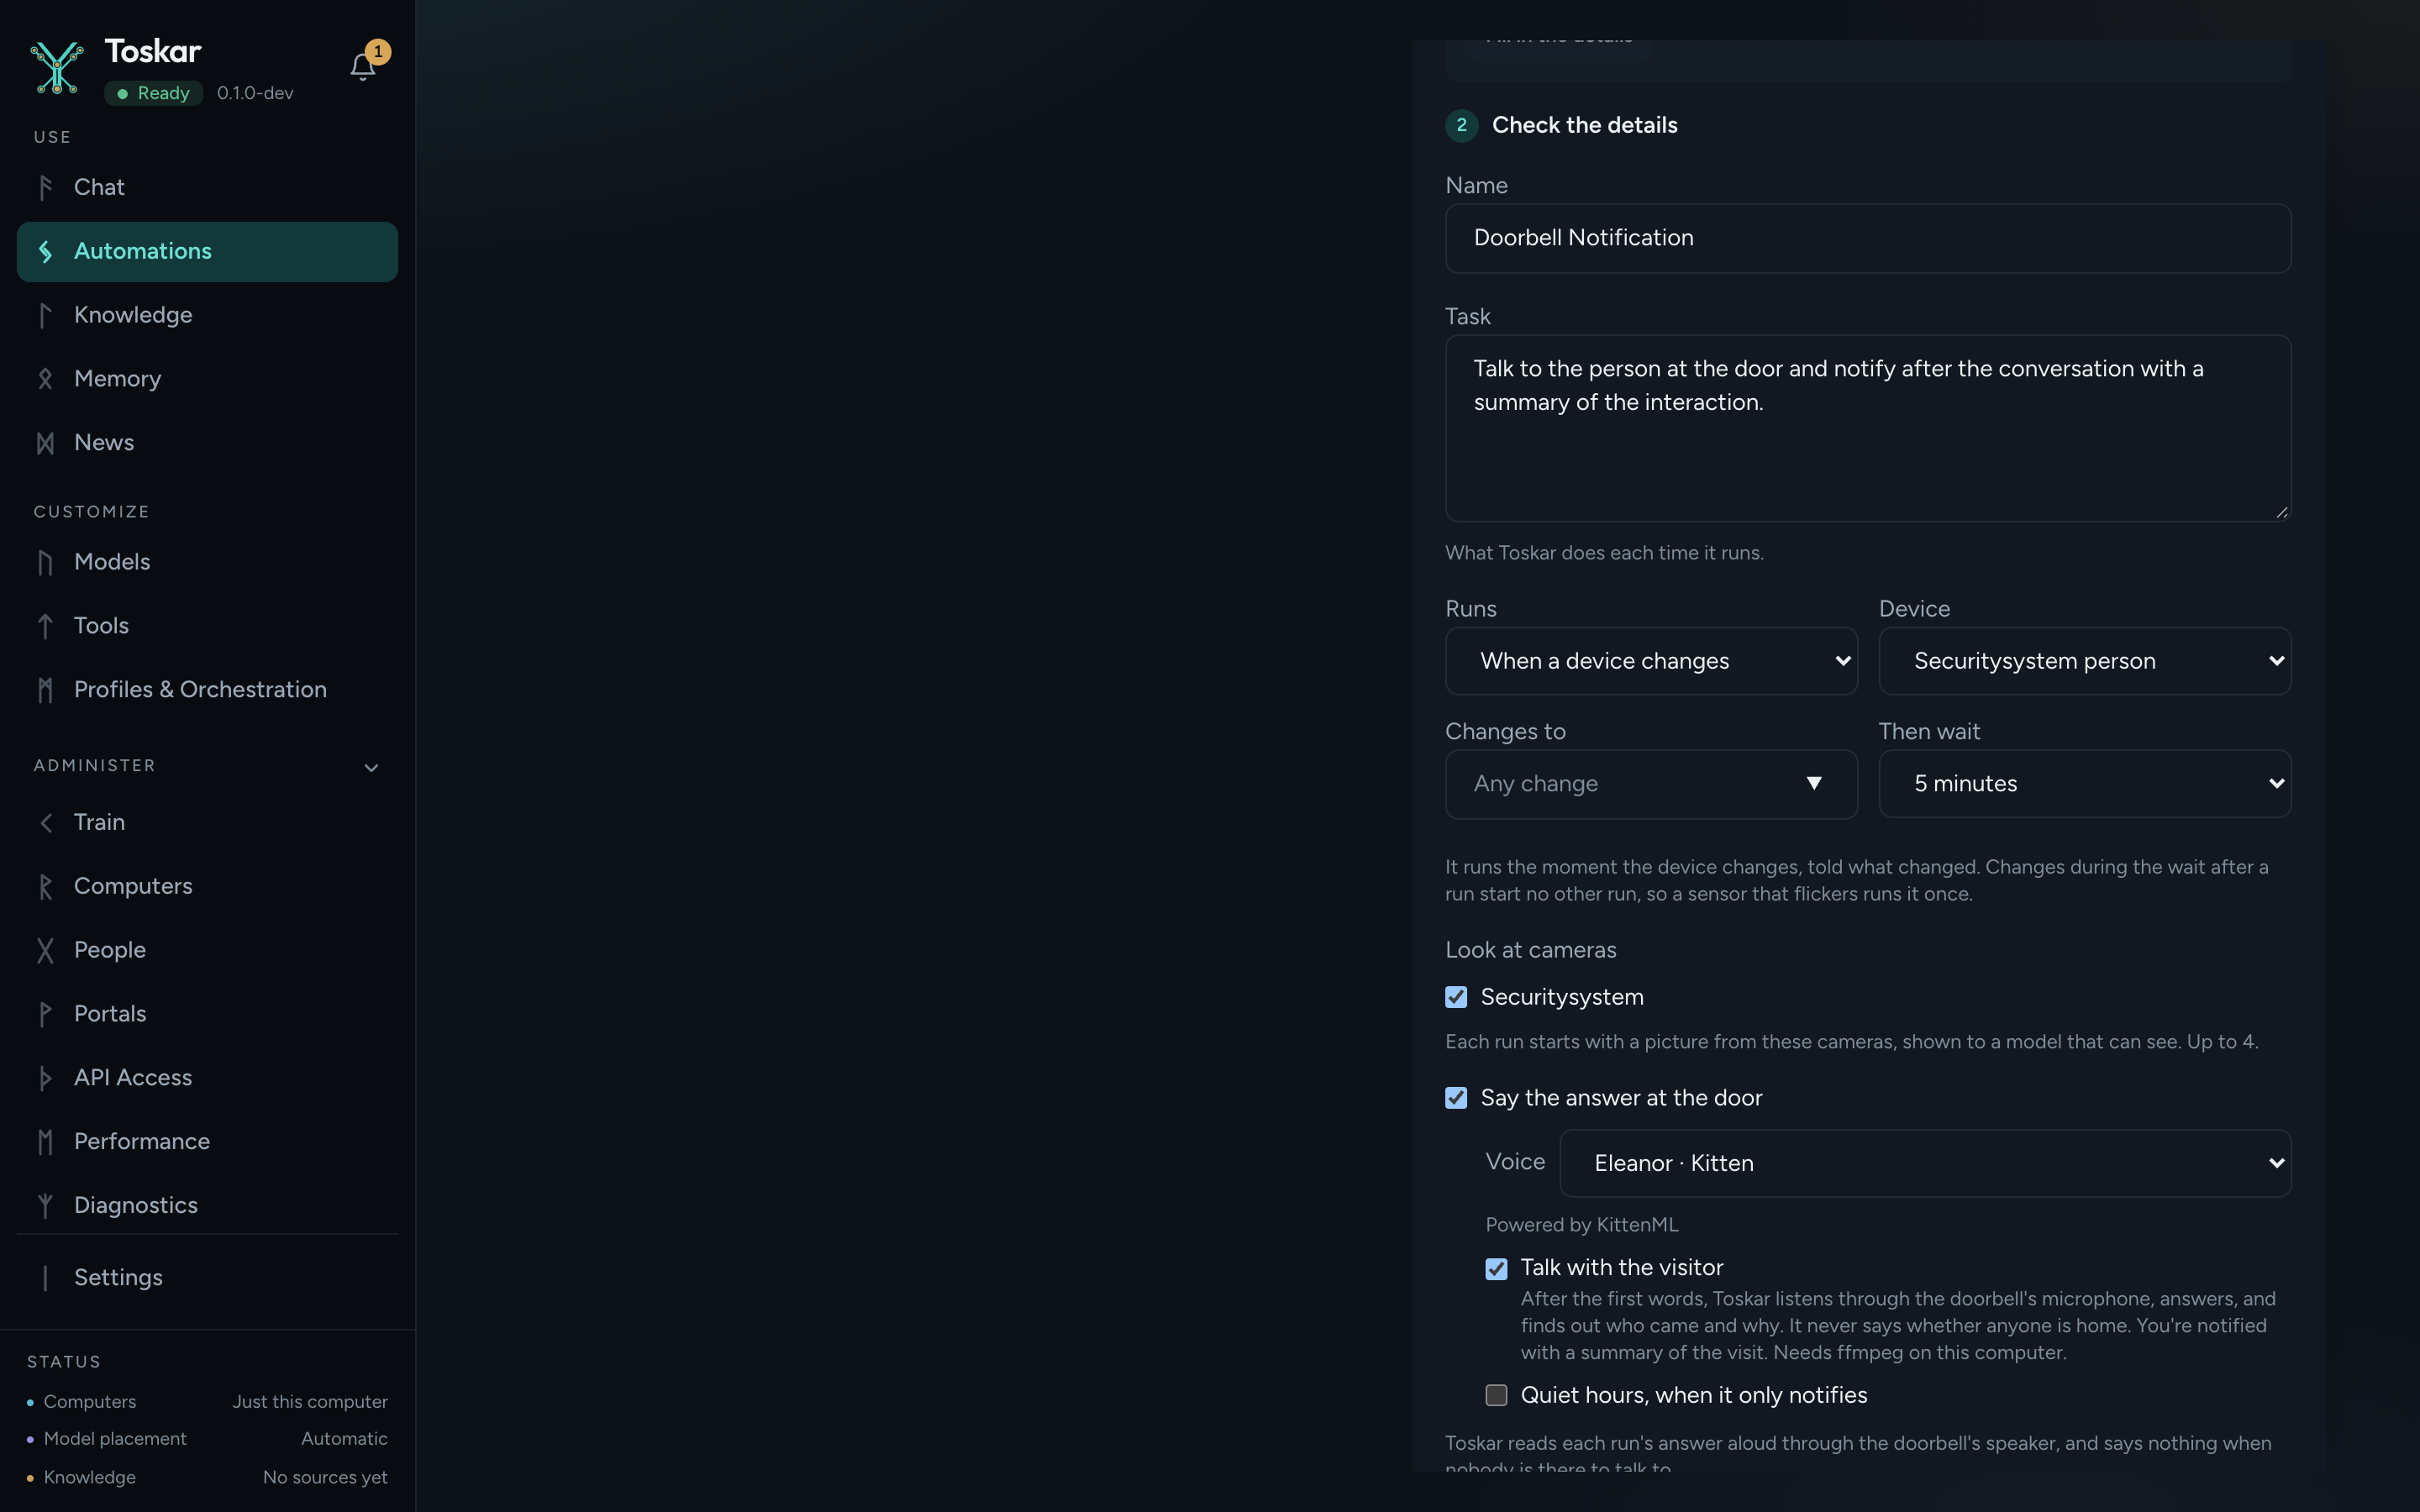 Toskar
1
Ready 0.1.0-dev
USE
Chat
Automations
Knowledge
Memory
News
CUSTOMIZE
Models
Tools
Profiles & Orchestration
ADMINISTER
Train
Computers
People
Portals
API Access
Performance
Diagnostics
Settings
STATUS
Computers Just this computer
Model placement Automatic
Knowledge No sources yet
2 Check the details
Name
Doorbell Notification
Task
Talk to the person at the door and notify after the conversation with a
summary of the interaction.
What Toskar does each time it runs.
Runs Device
When a device changes Securitysystem person
Changes to Then wait
Any change 5 minutes
It runs the moment the device changes, told what changed. Changes during the wait after a
run start no other run, so a sensor that flickers runs it once.
Look at cameras
Securitysystem
Each run starts with a picture from these cameras, shown to a model that can see. Up to 4.
Say the answer at the door
Voice Eleanor · Kitten
Powered by KittenML
Talk with the visitor
After the first words, Toskar listens through the doorbell's microphone, answers, and
finds out who came and why. It never says whether anyone is home. You're notified
with a summary of the visit. Needs ffmpeg on this computer.
Quiet hours, when it only notifies
Toskar reads each run's answer aloud through the doorbell's speaker, and says nothing when
nobody is there to talk to